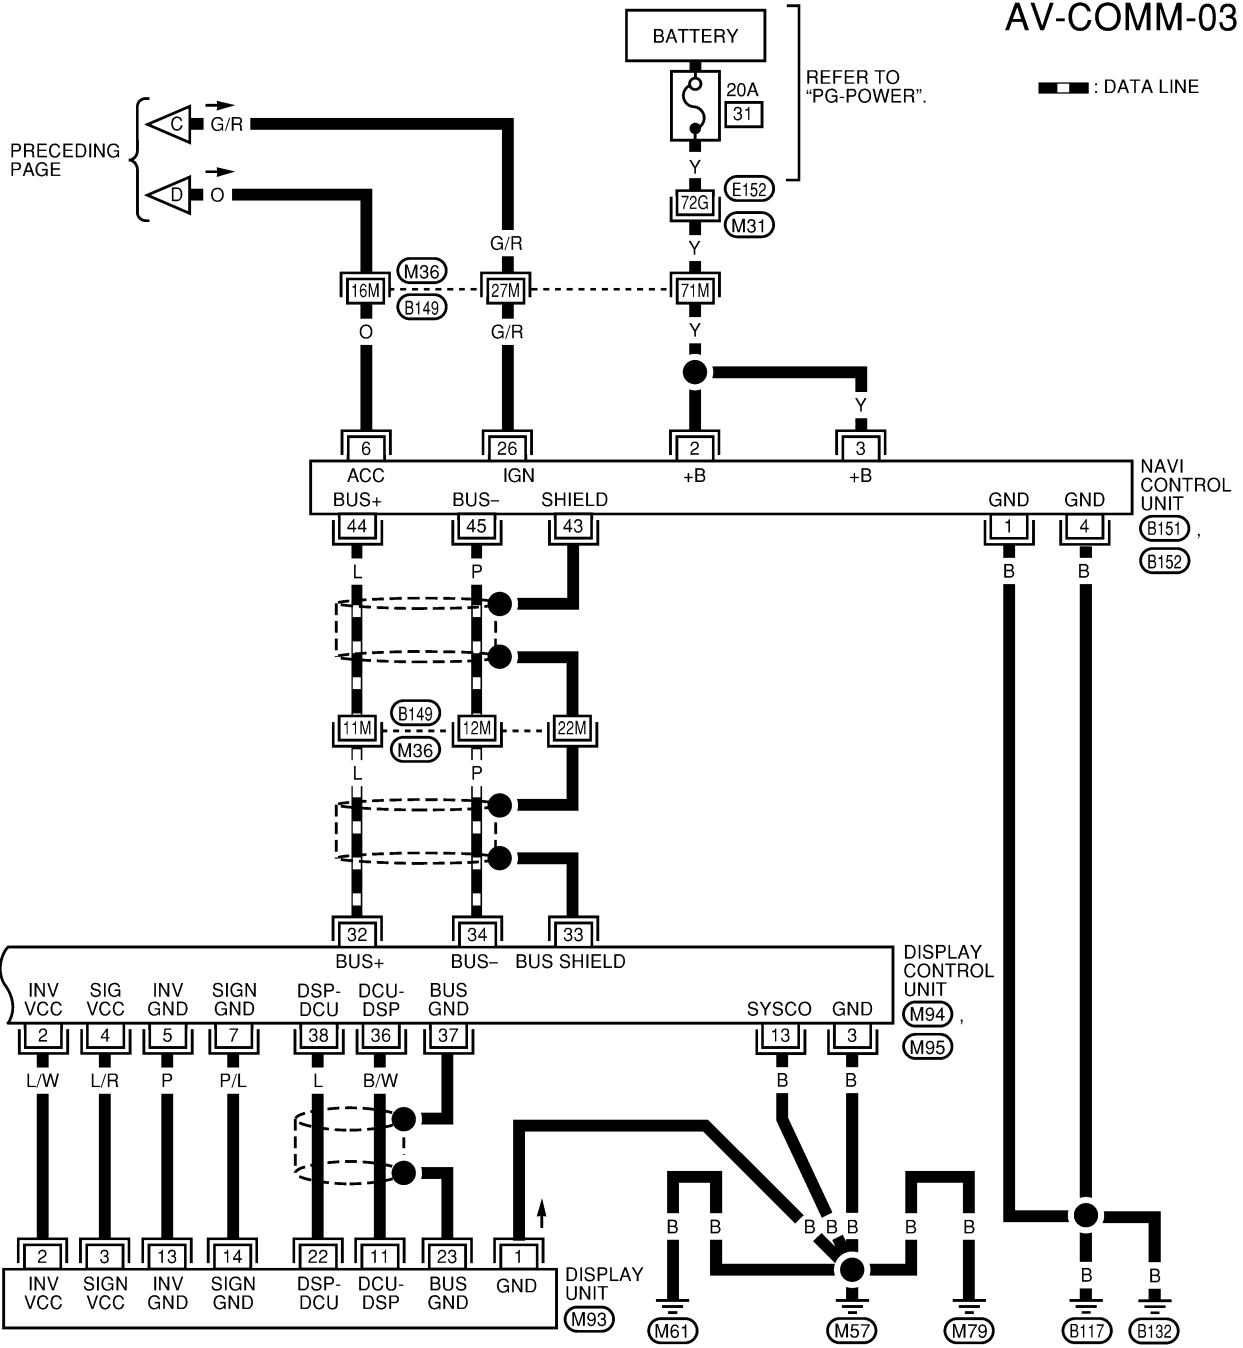 AV-COMM-03
BATTERY
REFER TO
“PG-POWER”.
: DATA LINE
20A
31
C
G/R
PRECEDING
PAGE
D
O
Y
72G
E152
M31
G/R
Y
16M
M36
B149
27M
71M
O
G/R
Y
Y
6
26
2
3
ACC
IGN
+B
+B
NAVI
CONTROL
UNIT
B151 ,
B152
BUS+
BUS–
SHIELD
GND
GND
44
45
43
1
4
L
P
B
B
11M
B149
M36
12M
22M
L
P
32
34
33
BUS+
BUS–
BUS SHIELD
DISPLAY
CONTROL
UNIT
M94 ,
M95
INV
VCC
SIG
VCC
INV
GND
SIGN
GND
DSP-
DCU
DCU-
DSP
BUS
GND
SYSCO
GND
2
4
5
7
38
36
37
13
3
L/W
L/R
P
P/L
L
B/W
B
B
B
B
B
B
B
B
B
2
3
13
14
22
11
23
1
INV
VCC
SIGN
VCC
INV
GND
SIGN
GND
DSP-
DCU
DCU-
DSP
BUS
GND
GND
DISPLAY
UNIT
M93
B
B
M61
M57
M79
B117
B132